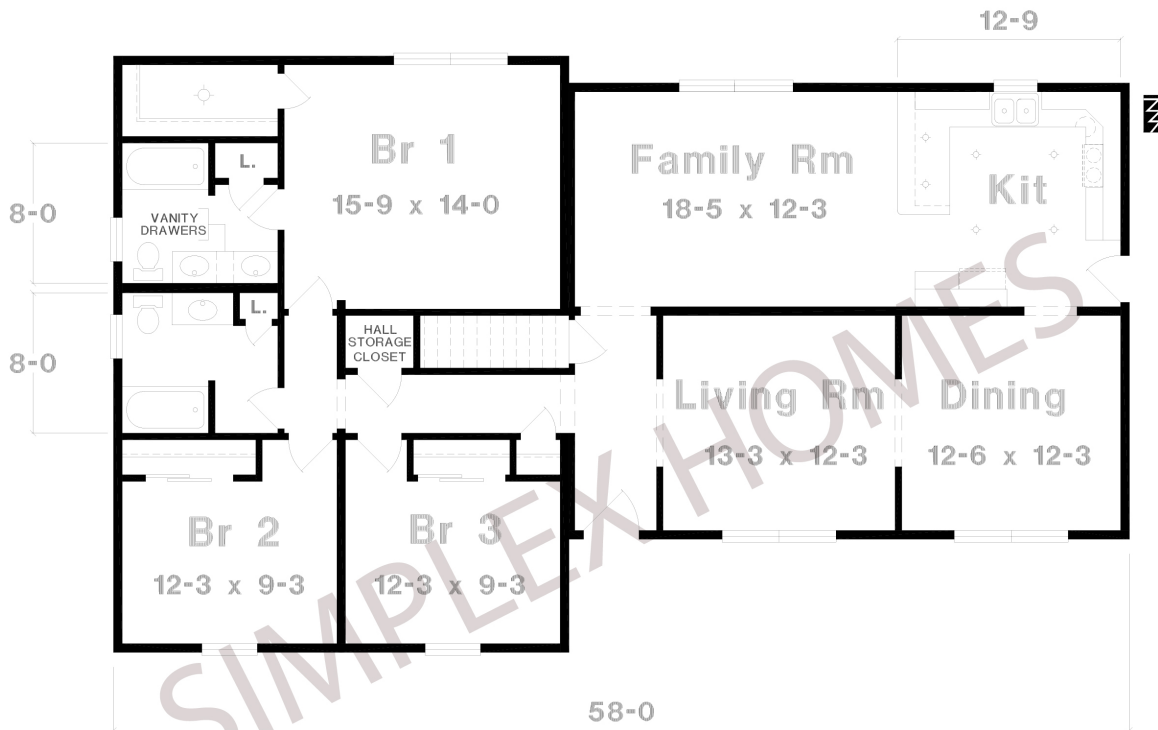 12-9
Br 1
15-9 x 14-0
Family Rm
18-5 x 12-3
Kit
L.
8-0
VANITY
DRAWERS
L.
8-0
HALL
STORAGE
CLOSET
Living Rm
13-3 x 12-3
Dining
12-6 x 12-3
Br 2
12-3 x 9-3
Br 3
12-3 x 9-3
58-0
SIMPLEX HOMES